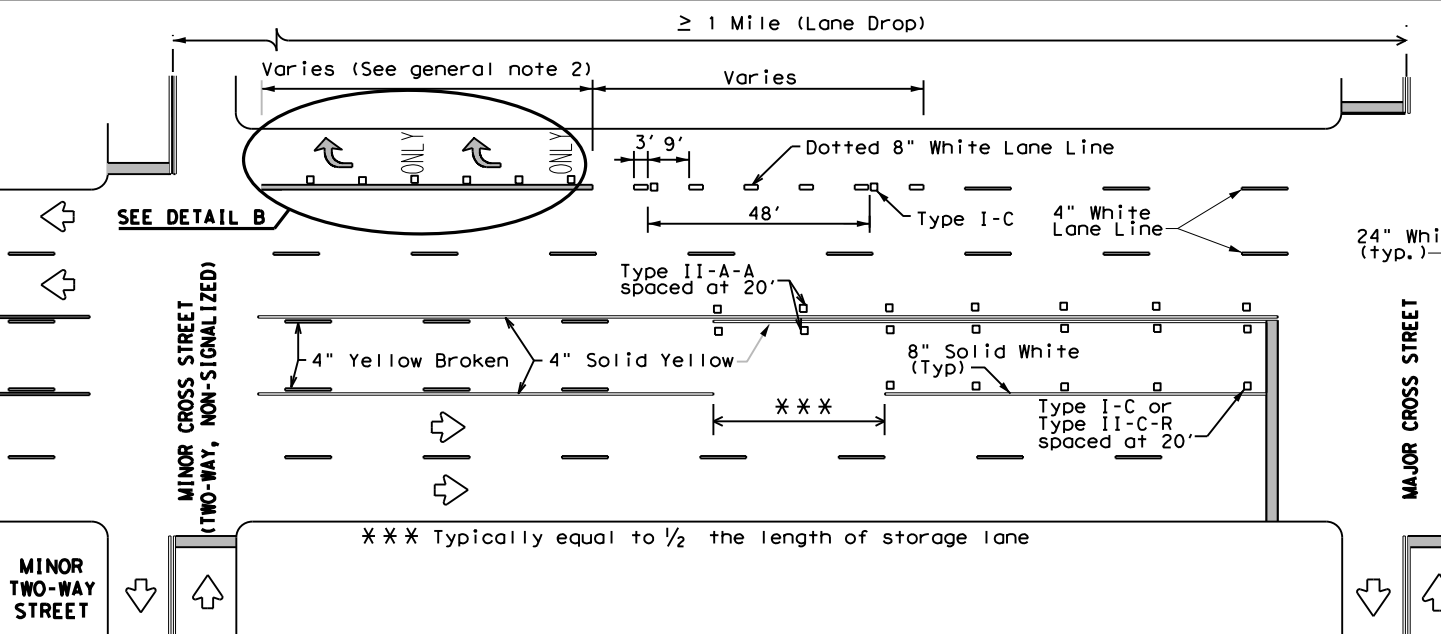 ≥ 1 Mile (Lane Drop)
Varies (See general note 2)
Varies
ONLY
ONLY
3' 9'
Dotted 8" White Lane Line
SEE DETAIL B
48'
Type I-C
4" White
Lane Line
24" Whi
(typ.)
Type II-A-A
spaced at 20'
4" Yellow Broken
4" Solid Yellow
8" Solid White
(Typ)
***
Type I-C or
Type II-C-R
spaced at 20'
MINOR CROSS STREET
(TWO-WAY, NON-SIGNALIZED)
MAJOR CROSS STREET
*** Typically equal to ½ the length of storage lane
MINOR
TWO-WAY
STREET